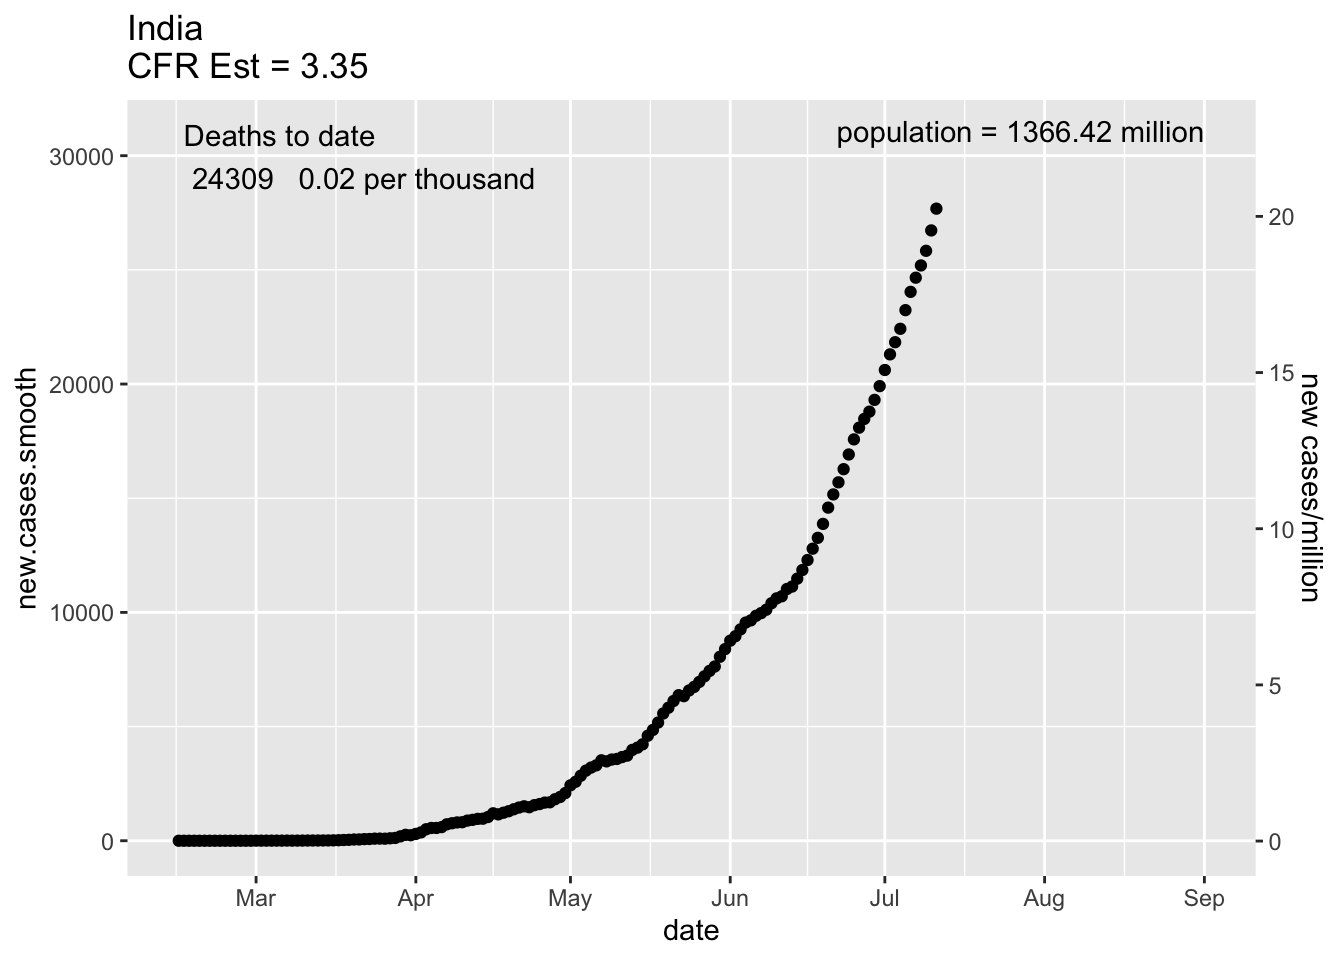 India
CFR Est = 3.35
Deaths to date
24309 0.02 per thousand
population = 1366.42 million
new.cases.smooth
30000
20000
10000
0
new cases/million
20
15
10
5
0
Mar Apr May Jun Jul Aug Sep
date